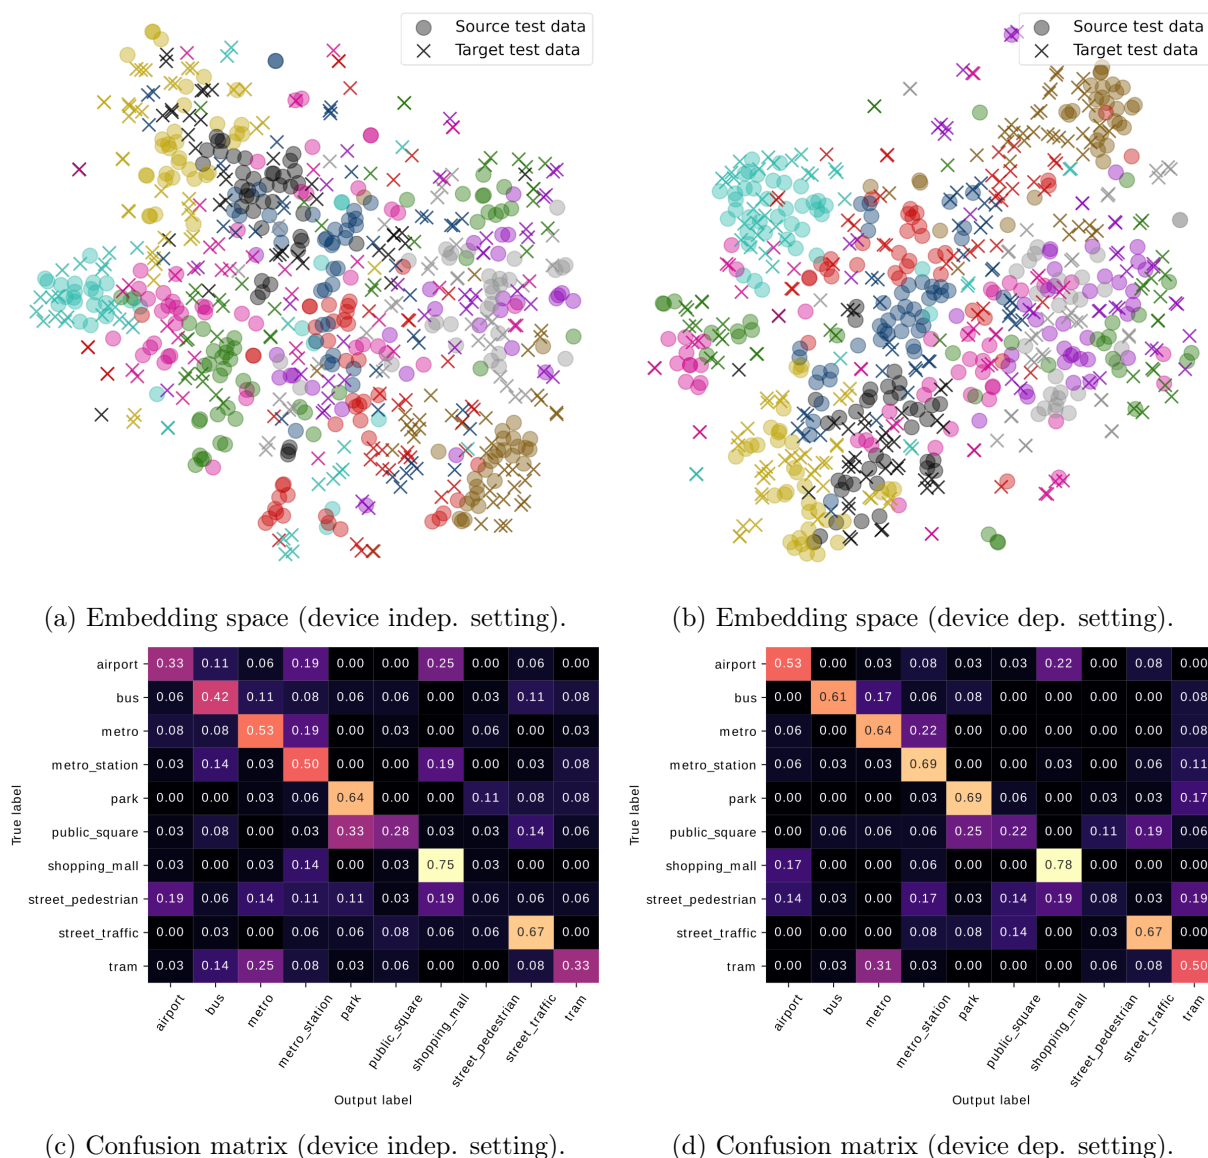 Source test data
Target test data
Source test data
Target test data
(a) Embedding space (device indep. setting).
(b) Embedding space (device dep. setting).
True label
airport 0.33 0.11 0.06 0.19 0.00 0.00 0.25 0.00 0.06 0.00
bus 0.06 0.42 0.11 0.08 0.06 0.06 0.00 0.03 0.11 0.08
metro 0.08 0.08 0.53 0.19 0.00 0.03 0.00 0.06 0.00 0.03
metro_station 0.03 0.14 0.03 0.50 0.00 0.00 0.19 0.00 0.03 0.08
park 0.00 0.00 0.03 0.06 0.64 0.00 0.00 0.11 0.08 0.08
public_square 0.03 0.08 0.00 0.03 0.33 0.28 0.03 0.03 0.14 0.06
shopping_mall 0.03 0.00 0.00 0.14 0.00 0.03 0.75 0.03 0.00 0.00
street_pedestrian 0.19 0.06 0.14 0.11 0.11 0.03 0.19 0.06 0.06 0.06
street_traffic 0.00 0.03 0.00 0.06 0.06 0.08 0.06 0.06 0.67 0.00
tram 0.03 0.14 0.25 0.08 0.03 0.06 0.00 0.00 0.08 0.33
airport bus metro metro_station park public_square shopping_mall street_pedestrian street_traffic tram
Output label
True label
airport 0.53 0.00 0.03 0.08 0.03 0.03 0.22 0.00 0.08 0.00
bus 0.00 0.61 0.17 0.06 0.08 0.00 0.00 0.00 0.00 0.08
metro 0.06 0.00 0.64 0.22 0.00 0.00 0.00 0.00 0.00 0.08
metro_station 0.06 0.03 0.03 0.69 0.00 0.03 0.00 0.00 0.06 0.11
park 0.00 0.00 0.03 0.00 0.69 0.06 0.00 0.03 0.03 0.17
public_square 0.00 0.06 0.06 0.06 0.25 0.22 0.00 0.11 0.19 0.06
shopping_mall 0.17 0.00 0.00 0.06 0.00 0.00 0.78 0.00 0.00 0.00
street_pedestrian 0.14 0.03 0.00 0.17 0.03 0.14 0.19 0.08 0.03 0.19
street_traffic 0.00 0.00 0.00 0.08 0.08 0.14 0.00 0.03 0.67 0.00
tram 0.00 0.03 0.31 0.03 0.00 0.00 0.00 0.06 0.08 0.50
airport bus metro metro_station park public_square shopping_mall street_pedestrian street_traffic tram
Output label
(c) Confusion matrix (device indep. setting).
(d) Confusion matrix (device dep. setting).